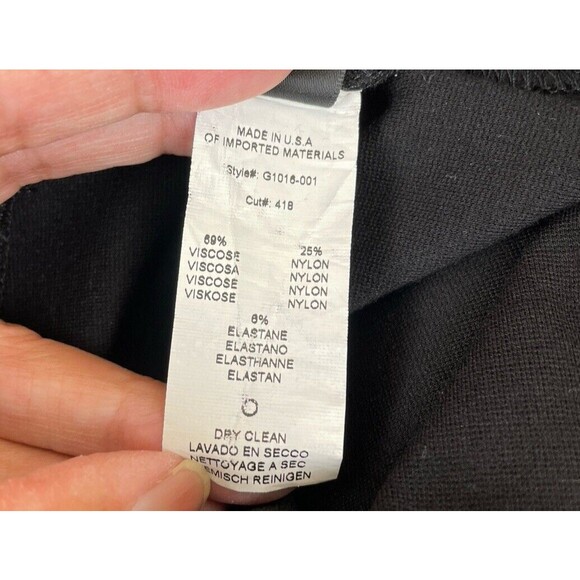 MADE IN U.S.A
OF IMPORTED MATERIALS
Style#: G1016-001
Cut#: 418
69%
VISCOSE
VISCOSA
VISCOSE
VISKOSE
25%
NYLON
NYLON
NYLON
NYLON
6%
ELASTANE
ELASTANO
ELASTHANNE
ELASTAN
DRY CLEAN
LAVADO EN SECCO
NETTOYAGE A SEC
REINIGEN